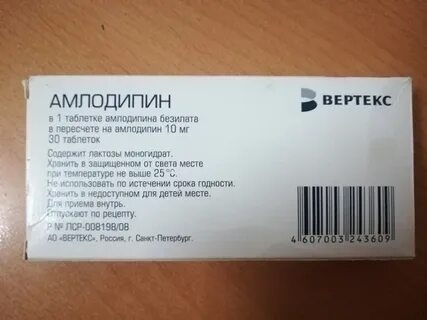 АМЛОДИПИН
ВЕРТЕКС
в 1 таблетке амлодипина безилата
в пересчете на амлодипин 10 мг
30 таблеток
Содержит лактозы моногидрат.
Хранить в защищенном от света месте
при температуре не выше 25°С.
Не использовать по истечении срока годности.
Хранить в недоступном для детей месте.
Для приема внутрь.
Отпускают по рецепту.
Р № ЛСР-008198/08
АО «ВЕРТЕКС», Россия, г. Санкт-Петербург.
4 607003 243609